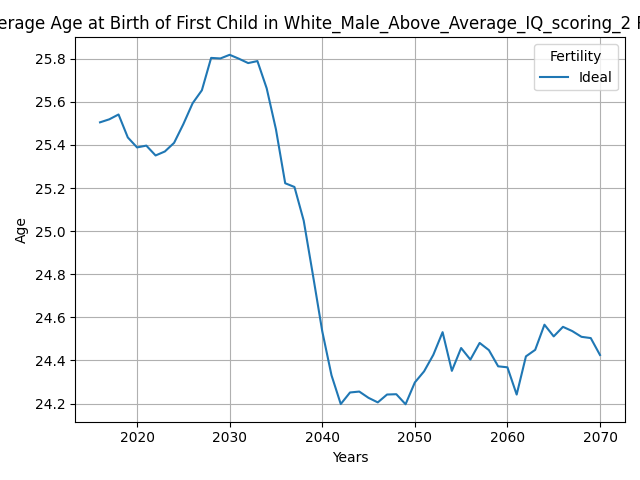 erage Age at Birth of First Child in White_Male_Above_Average_IQ_scoring_2
Fertility
Ideal
25.8
25.6
25.4
25.2
25.0
24.8
24.6
24.4
24.2
Age
2020 2030 2040 2050 2060 2070
Years